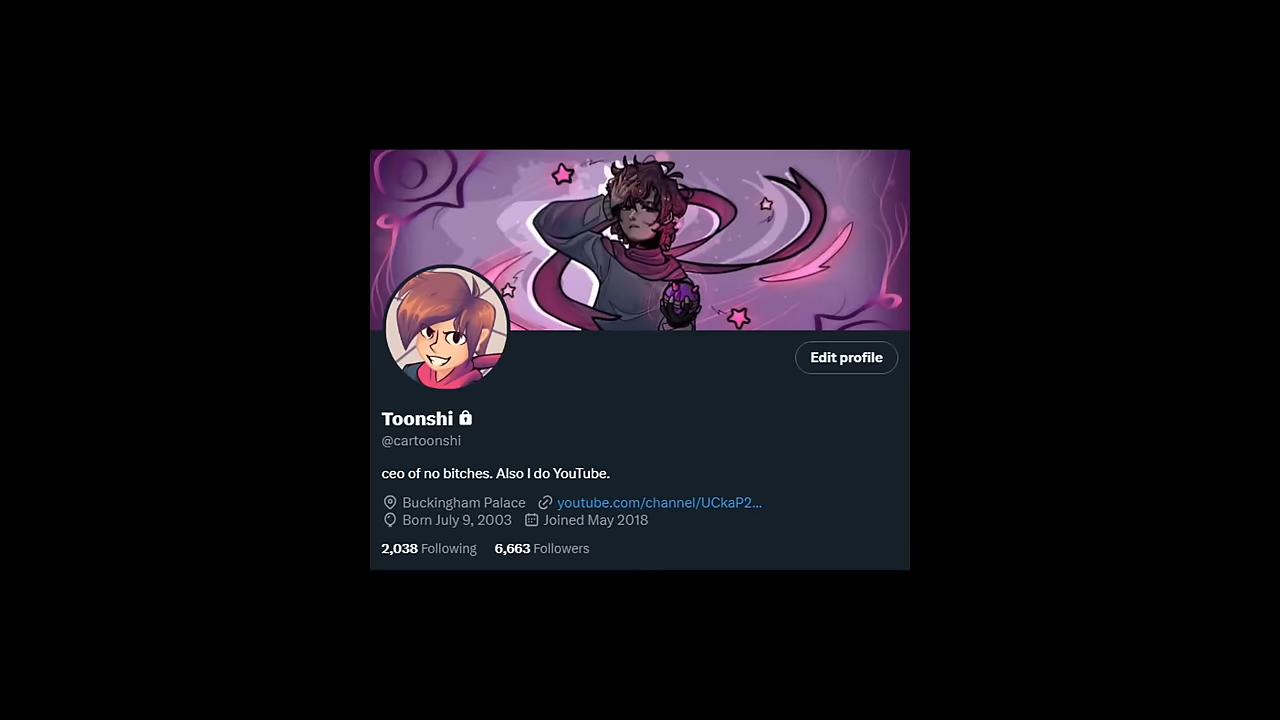 Edit profile
Toonshi
@cartoonshi
ceo of no bitches. Also I do YouTube.
Buckingham Palace youtube.com/channel/UCkaP2...
Born July 9, 2003 Joined May 2018
2,038 Following 6,663 Followers